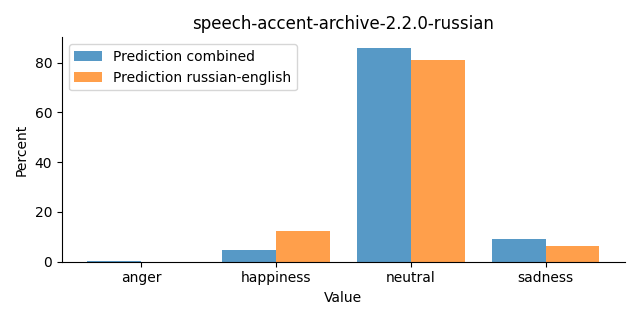 speech-accent-archive-2.2.0-russian
Prediction combined
Prediction russian-english
Percent
80
60
40
20
0
anger happiness neutral sadness
Value